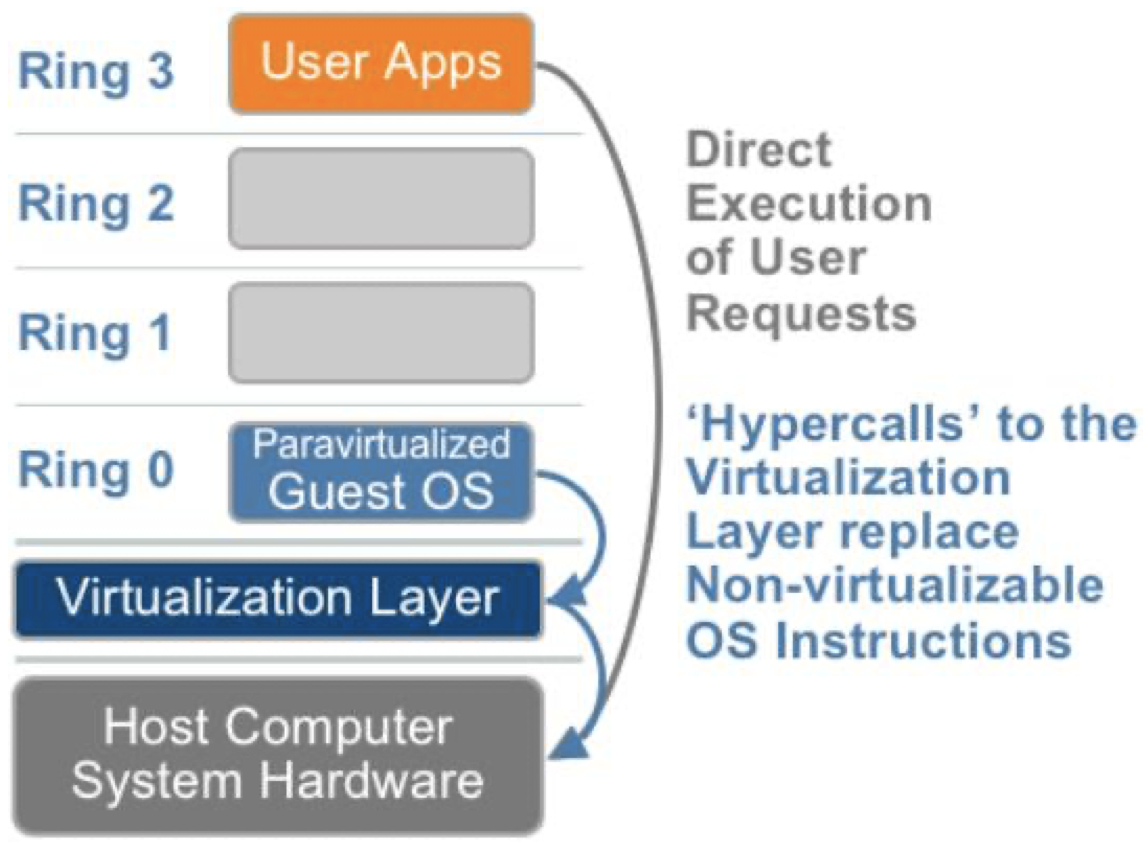 Ring 3
User Apps
Ring 2
Ring 1
Ring 0
Paravirtualized
Guest OS
Virtualization Layer
Host Computer
System Hardware
Direct
Execution
of User
Requests
‘Hypercalls’ to the
Virtualization
Layer replace
Non-virtualizable
OS Instructions